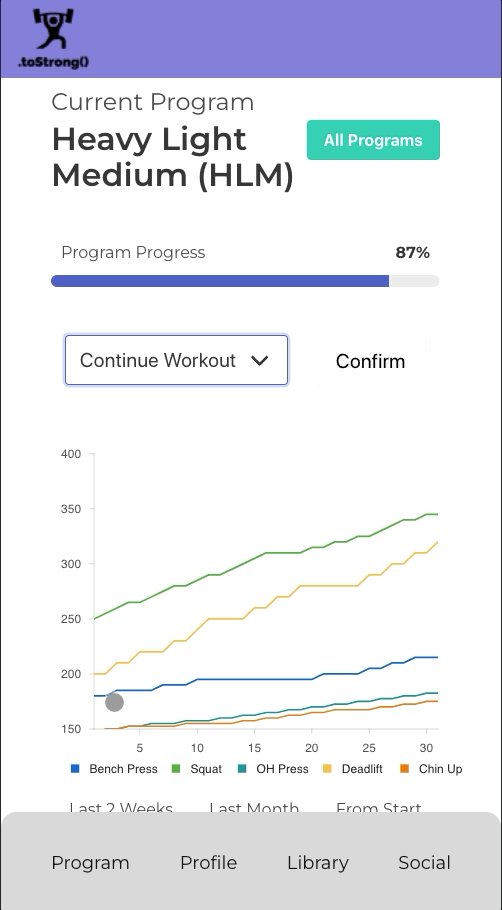 .toStrong()
Current Program
Heavy Light
Medium (HLM)
All Programs
Program Progress
87%
Continue Workout
Confirm
400
350
300
250
200
150
5
10
15
20
25
30
Bench Press
Squat
OH Press
Deadlift
Chin Up
Last 2 Weeks
Last Month
From Start
Program
Profile
Library
Social